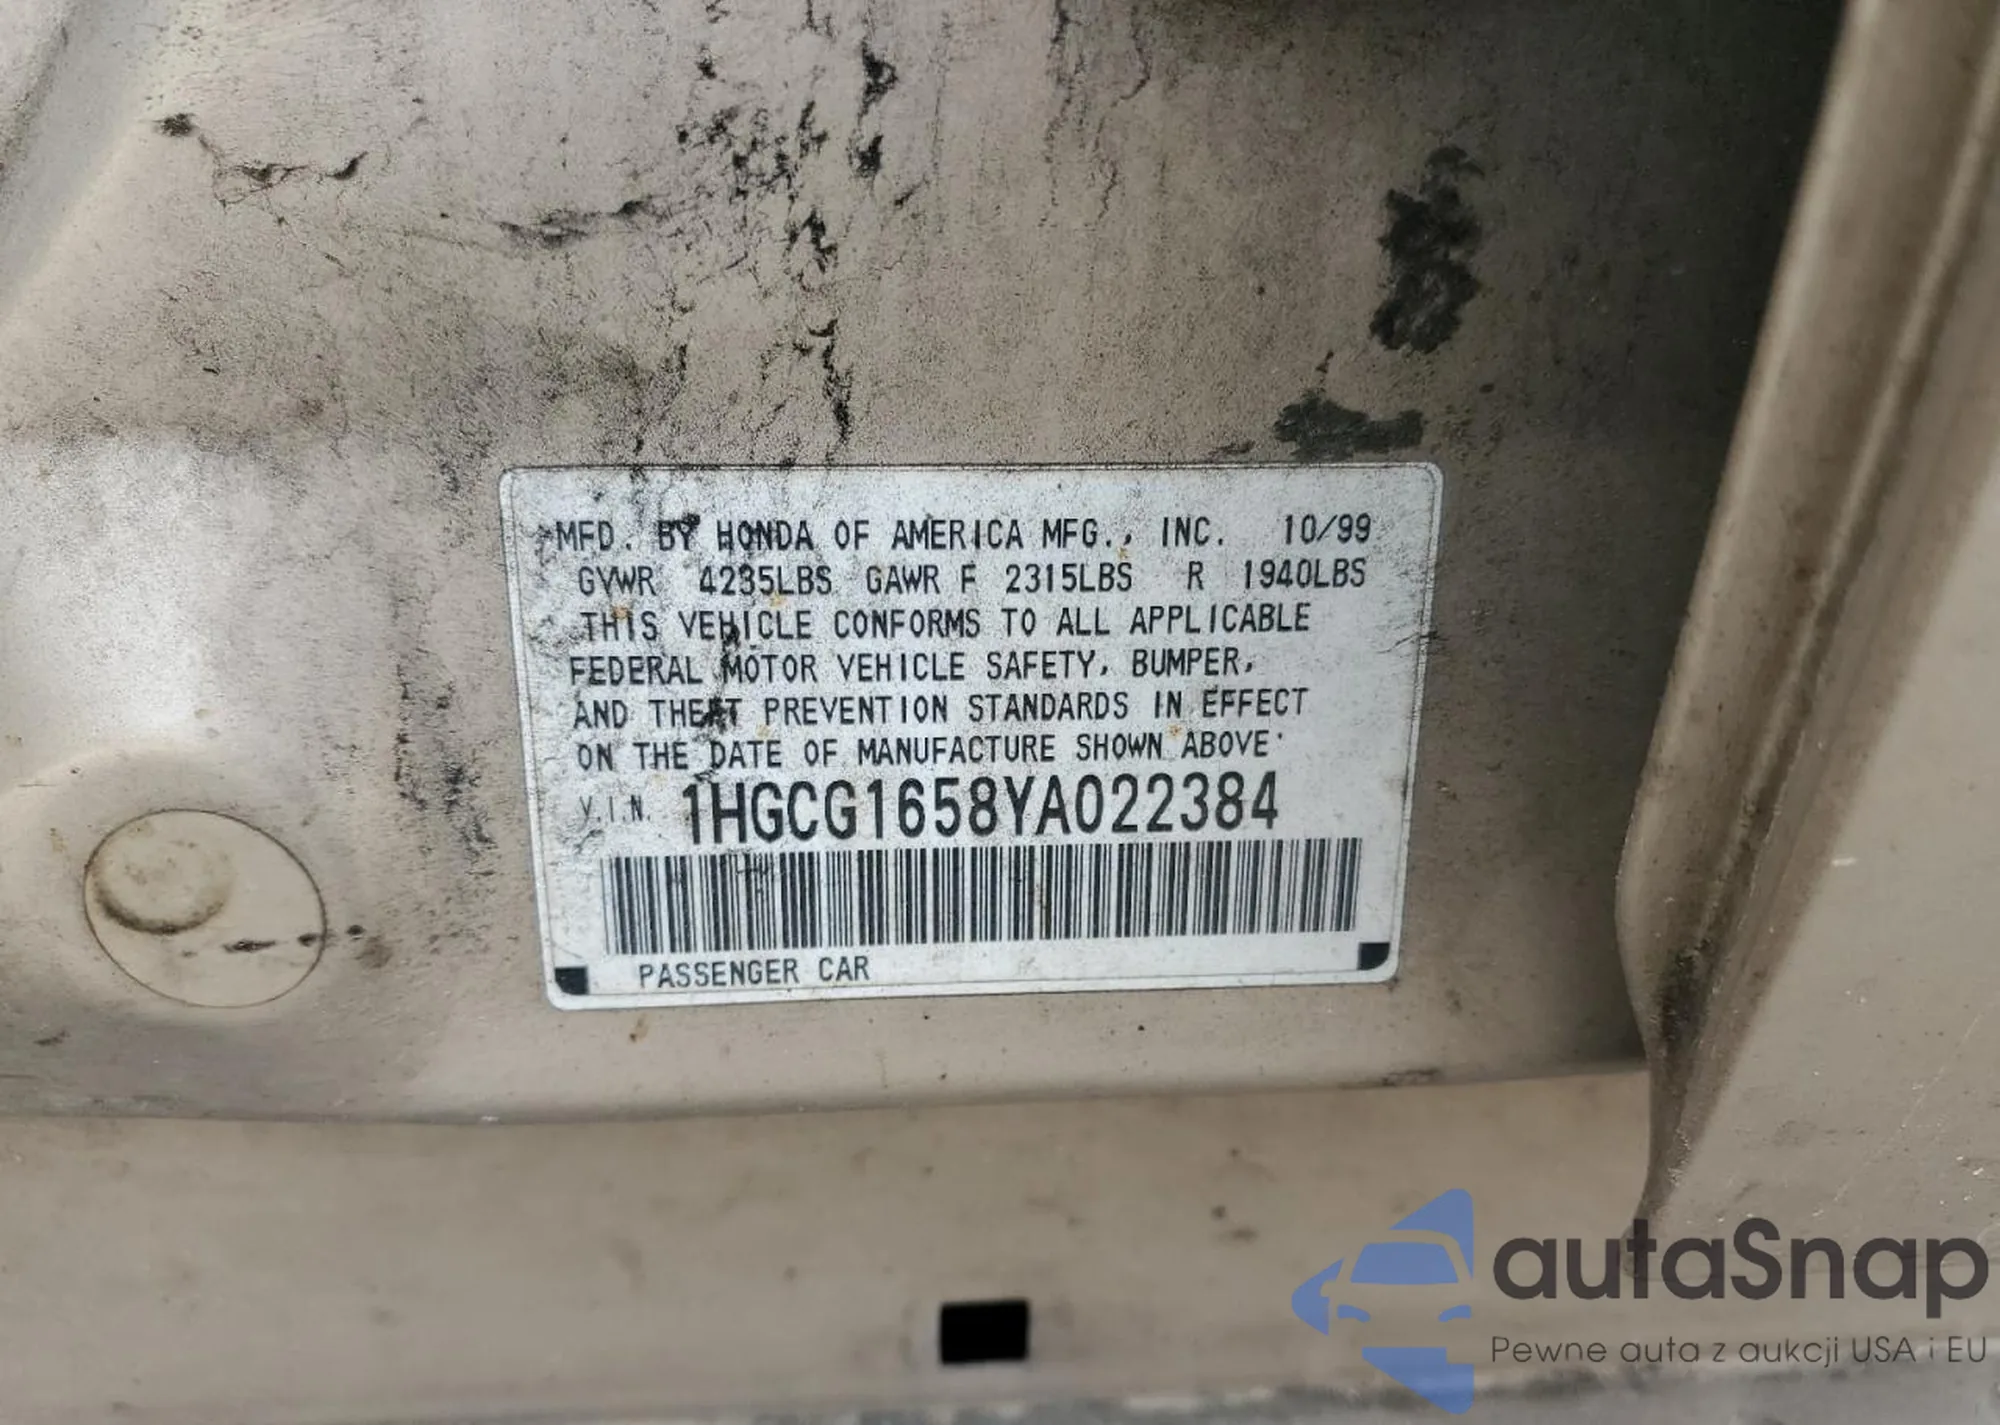 MFD. BY HONDA OF AMERICA MFG., INC. 10/99
GVWR 4235LBS GAWR F 2315LBS R 1940LBS
THIS VEHICLE CONFORMS TO ALL APPLICABLE
FEDERAL MOTOR VEHICLE SAFETY, BUMPER,
AND THEFT PREVENTION STANDARDS IN EFFECT
ON THE DATE OF MANUFACTURE SHOWN ABOVE.
V.I.N. 1HGCG1658YA022384
PASSENGER CAR
autaSnap
Pewne auta z aukcji USA i EU